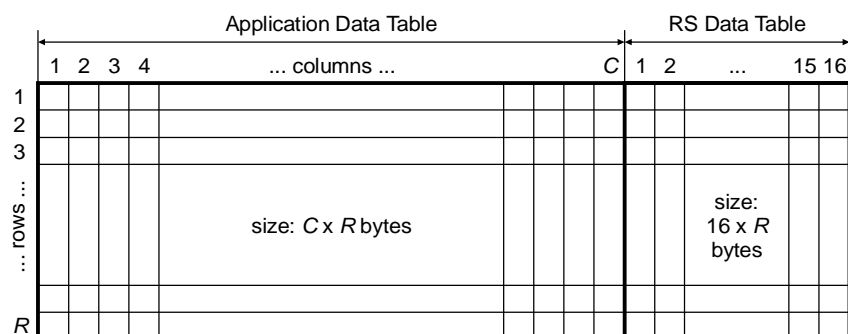 Application Data Table RS Data Table
1 2 3 4 ... columns ... C 1 2 ... 15 16
1
2
3
... rows ...
size: C x R bytes
size:
16 x R
bytes
R